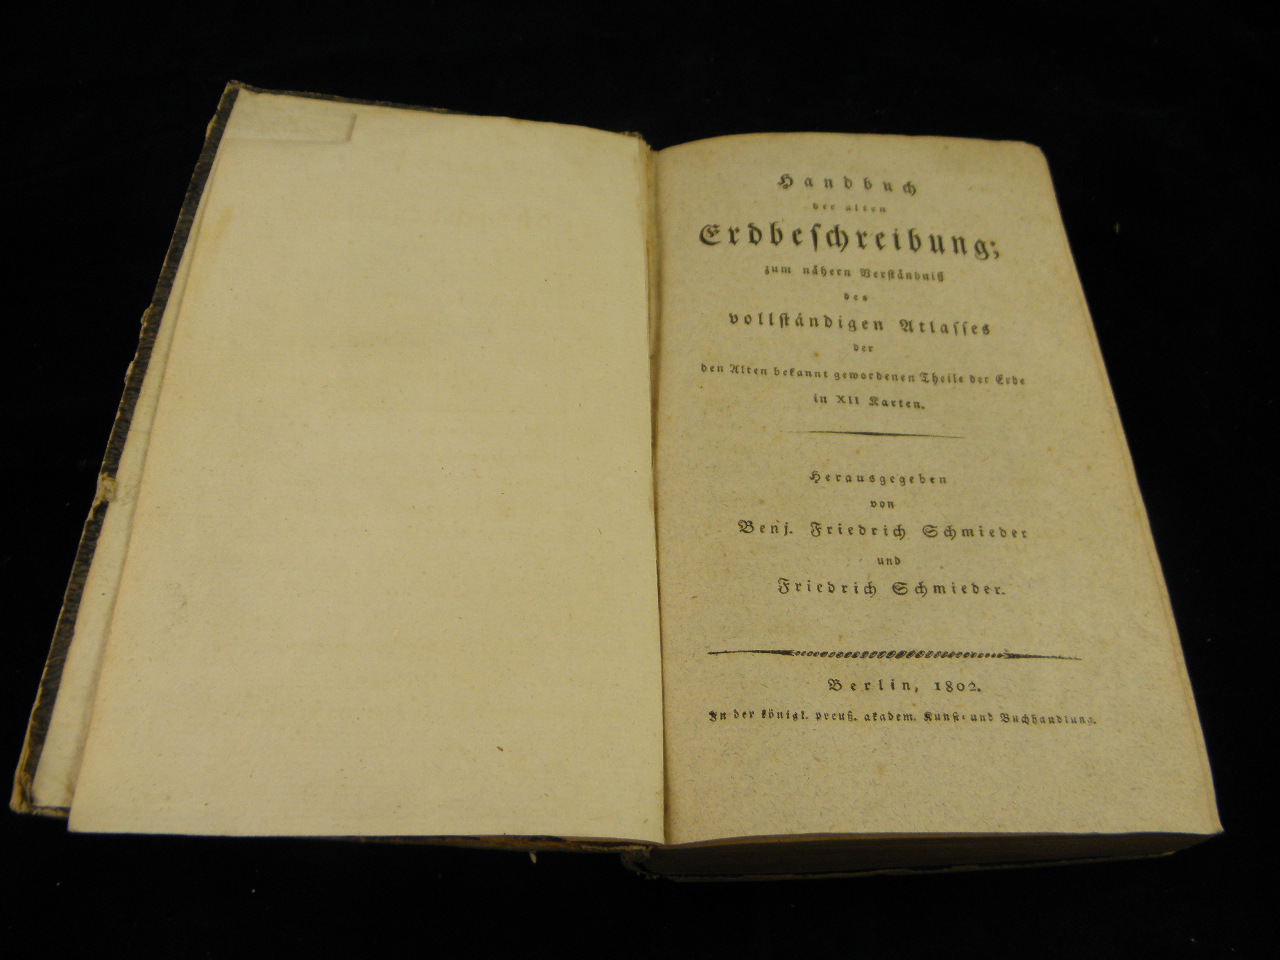 Handbuch
der alten
Erdbeschreibung;
zum nähern Verständniß
des
vollständigen Atlasses
der
den Alten bekannt gewordenen Theile der Erde
in XII Karten.
Herausgegeben
von
Benj. Friedrich Schmieder
und
Friedrich Schmieder.
Berlin, 1802.
In der königl. preuß. akadem. Kunst- und Buchhandlung.